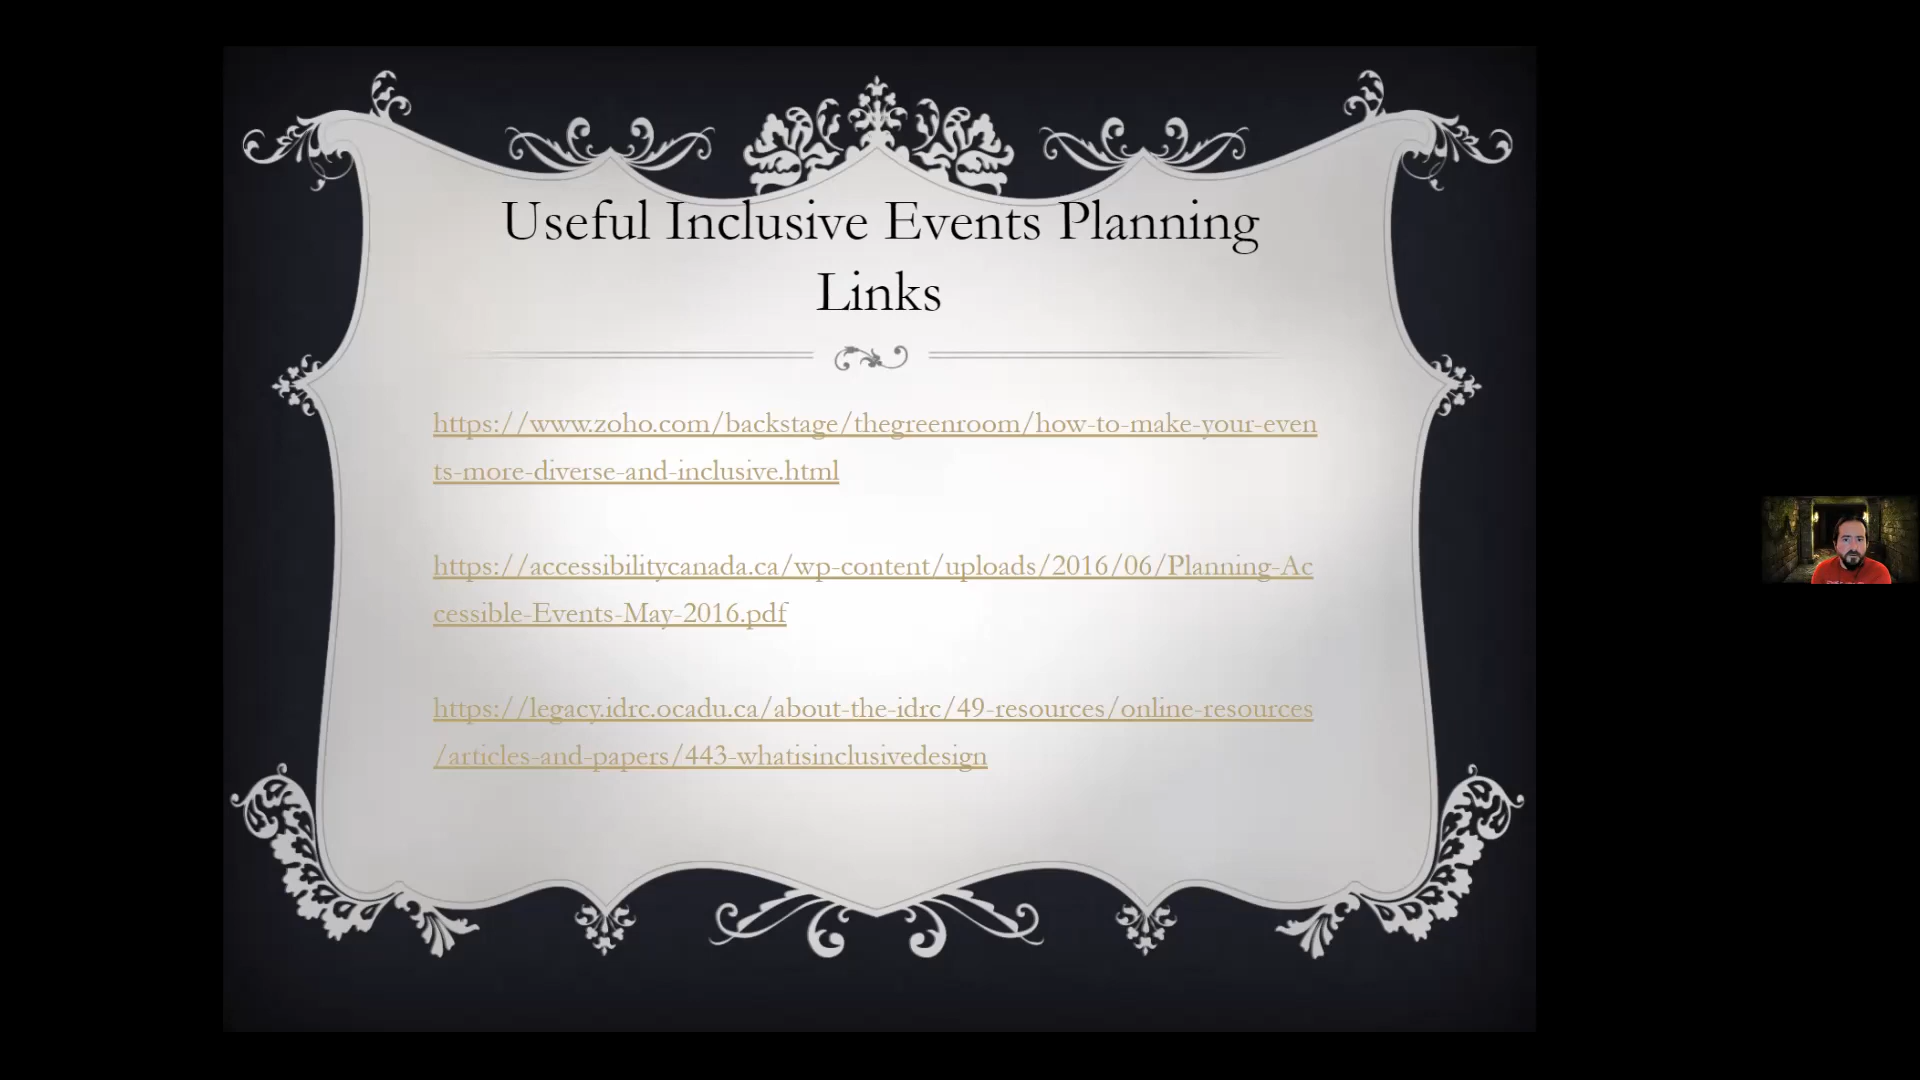 Useful Inclusive Events Planning
Links
https://www.zoho.com/backstage/thegreenroom/how-to-make-your-even
ts-more-diverse-and-inclusive.html
https://accessibilitycanada.ca/wp-content/uploads/2016/06/Planning-Ac
cessible-Events-May-2016.pdf
https://legacy.idrc.ocadu.ca/about-the-idrc/49-resources/online-resources
/articles-and-papers/443-whatisinclusivedesign